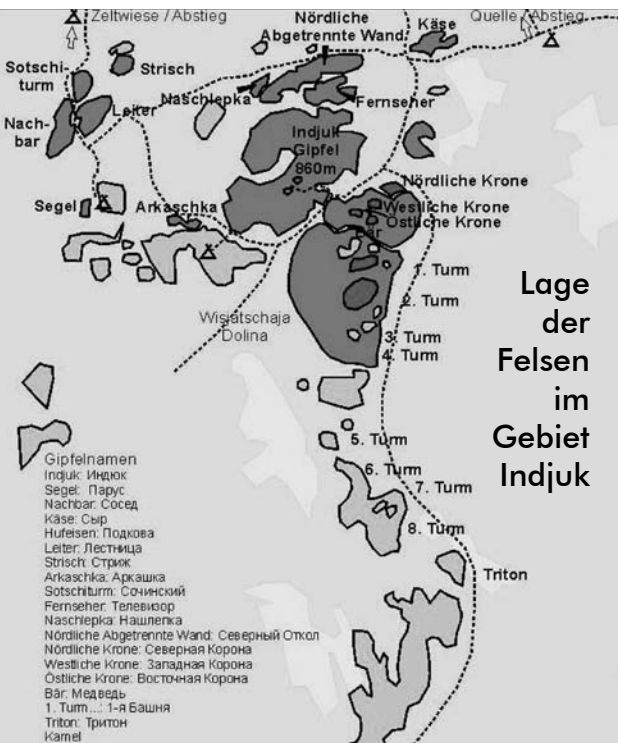 Zeltwiese / Abstieg
Nördliche
Abgetrennte Wand
Käse
Quelle / Abstieg
Sotschi-
turm
Strisch
Nach-
bar
Leiter
Naschlepka
Fernseher
Indjuk
Gipfel
860m
Segel
Arkaschka
Nördliche Krone
Westliche Krone
Östliche Krone
Bär
1. Turm
2. Turm
3. Turm
4. Turm
Wisjatschaja
Dolina
Lage
der
Felsen
im
Gebiet
Indjuk
5. Turm
6. Turm
7. Turm
8. Turm
Triton
Gipfelnamen
Indjuk: Индюк
Segel: Парус
Nachbar: Сосед
Käse: Сыр
Hufeisen: Подкова
Leiter: Лестница
Strisch: Стриж
Arkaschka: Аркашка
Sotschiturm: Сочинский
Fernseher: Телевизор
Naschlepka: Нашлепка
Nördliche Abgetrennte Wand: Северный Откол
Nördliche Krone: Северная Корона
Westliche Krone: Западная Корона
Östliche Krone: Восточная Корона
Bär: Медведь
1. Turm...: 1-я Башня
Triton: Тритон
Kamel